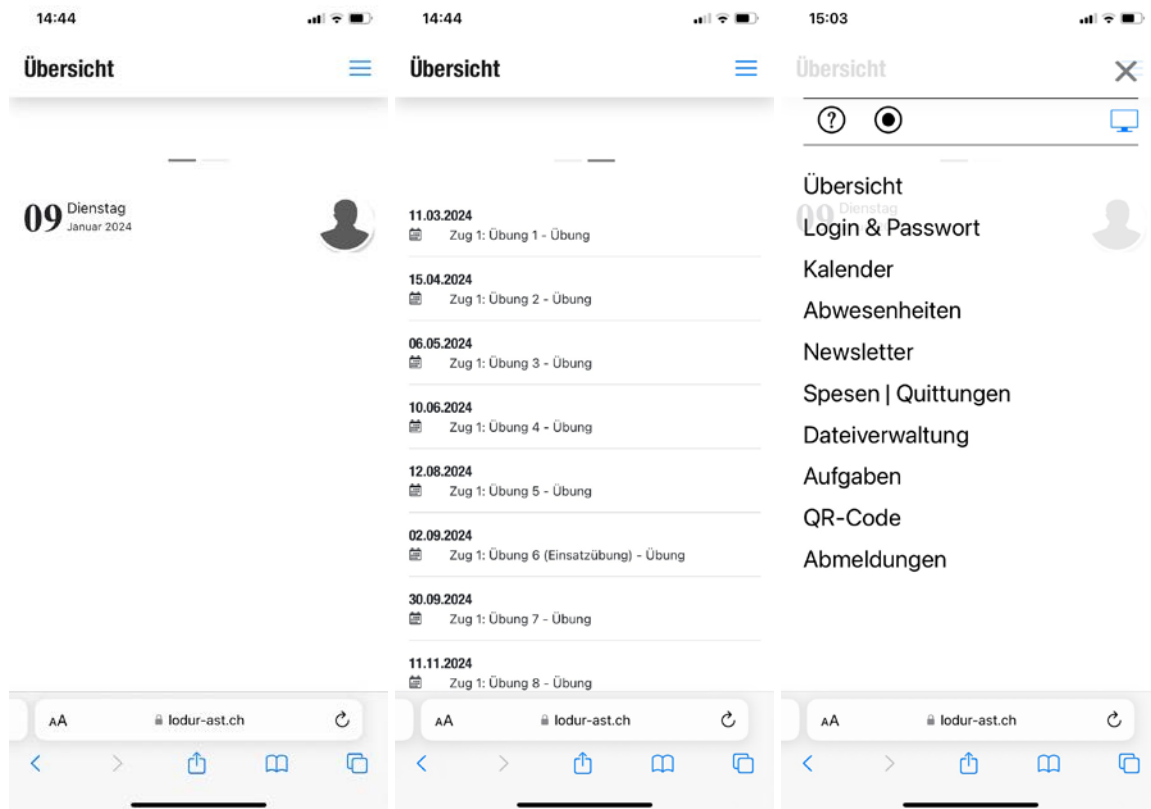 14:44
Übersicht
09 Dienstag
Januar 2024
AA lodur-ast.ch
14:44
Übersicht
11.03.2024
Zug 1: Übung 1 - Übung
15.04.2024
Zug 1: Übung 2 - Übung
06.05.2024
Zug 1: Übung 3 - Übung
10.06.2024
Zug 1: Übung 4 - Übung
12.08.2024
Zug 1: Übung 5 - Übung
02.09.2024
Zug 1: Übung 6 (Einsatzübung) - Übung
30.09.2024
Zug 1: Übung 7 - Übung
11.11.2024
Zug 1: Übung 8 - Übung
AA lodur-ast.ch
15:03
Übersicht
?
Übersicht
09 Dienstag
Login & Passwort
Kalender
Abwesenheiten
Newsletter
Spesen | Quittungen
Dateiverwaltung
Aufgaben
QR-Code
Abmeldungen
AA lodur-ast.ch